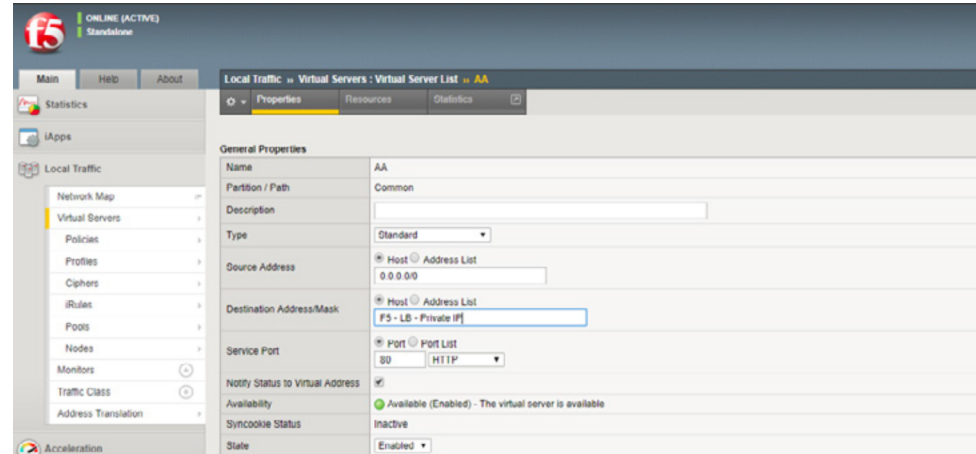 f5
ONLINE (ACTIVE)
Standalone
Main Help About
Statistics
iApps
Local Traffic
Network Map
Virtual Servers
Policies
Profiles
Ciphers
iRules
Pools
Nodes
Monitors
Traffic Class
Address Translation
Acceleration
Local Traffic » Virtual Servers : Virtual Server List » AA
Properties Resources Statistics
General Properties
Name AA
Partition / Path Common
Description
Type Standard
Source Address Host Address List
0.0.0.0/0
Destination Address/Mask Host Address List
F5 - LB - Private IP
Service Port Port Port List
80 HTTP
Notify Status to Virtual Address
Availability Available (Enabled) - The virtual server is available
Syncookie Status Inactive
State Enabled